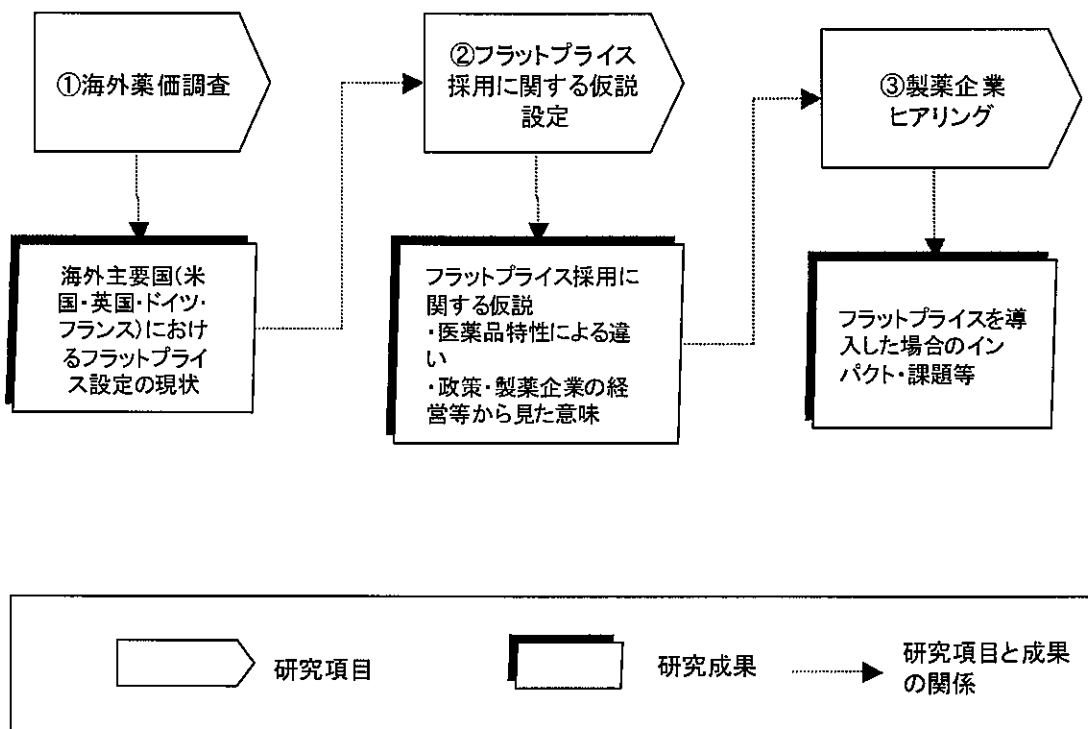 ①海外薬価調査
②フラットプライス
採用に関する仮説
設定
③製薬企業
ヒアリング
海外主要国(米
国・英国・ドイツ・
フランス)におけ
るフラットプライ
ス設定の現状
フラットプライス採用に
関する仮説
・医薬品特性による違
い
・政策・製薬企業の経
営等から見た意味
フラットプライスを導
入した場合のイン
パクト・課題等
研究項目
研究成果
研究項目と成果
の関係